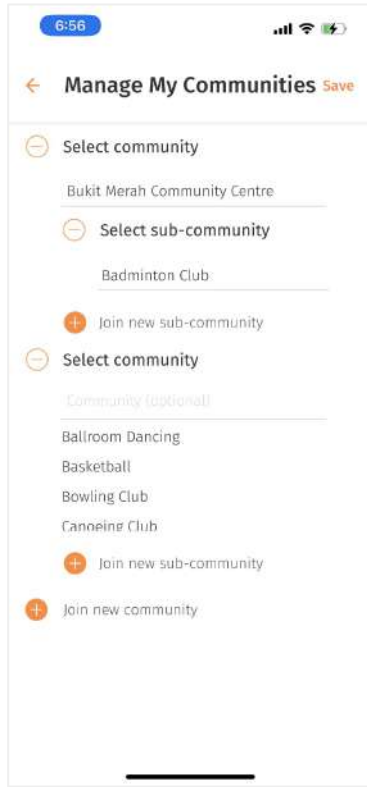 6:56
Manage My Communities Save
Select community
Bukit Merah Community Centre
Select sub-community
Badminton Club
Join new sub-community
Select community
Community (optional)
Ballroom Dancing
Basketball
Bowling Club
Canoeing Club
Join new sub-community
Join new community